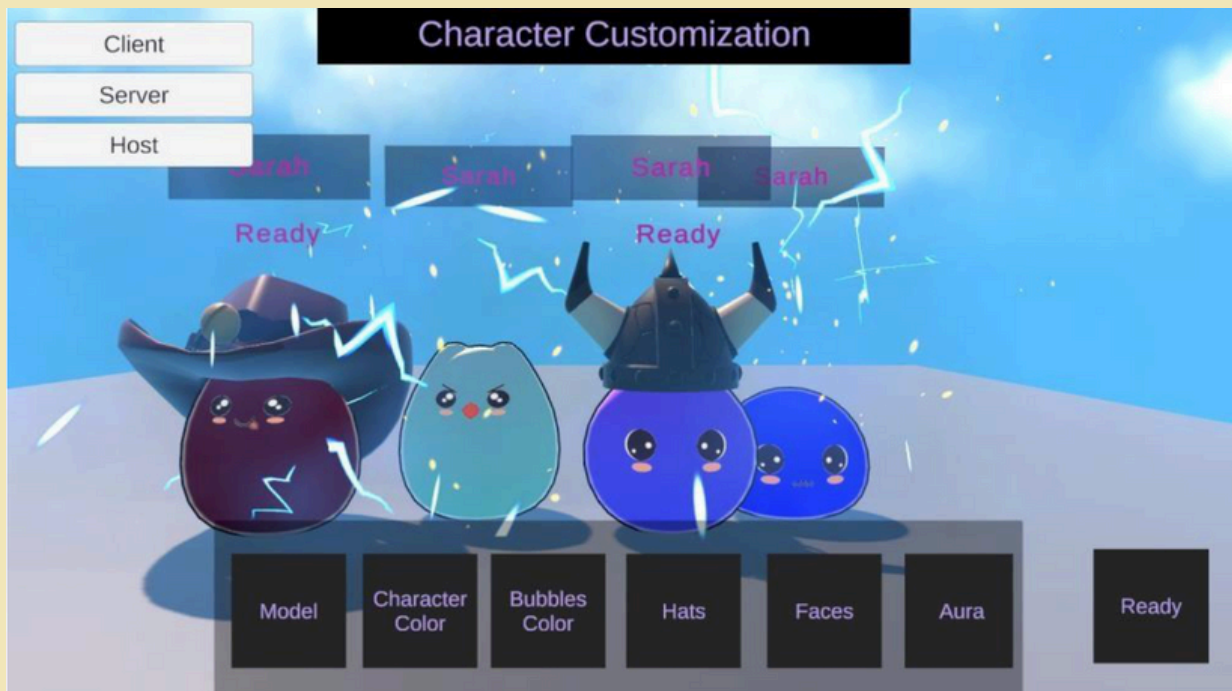 Character Customization
Client
Server
Host
Sarah
Sarah
Sarah
Sarah
Ready
Ready
Model
Character
Color
Bubbles
Color
Hats
Faces
Aura
Ready